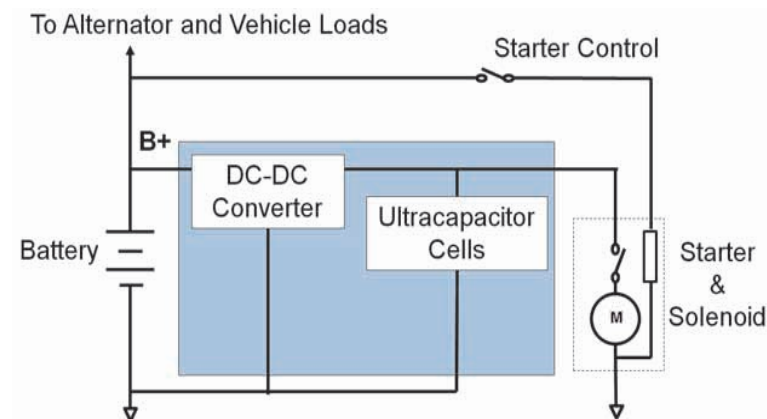 To Alternator and Vehicle Loads
Starter Control
B+
DC-DC
Converter
Ultracapacitor
Cells
Battery
Starter
&
Solenoid
M